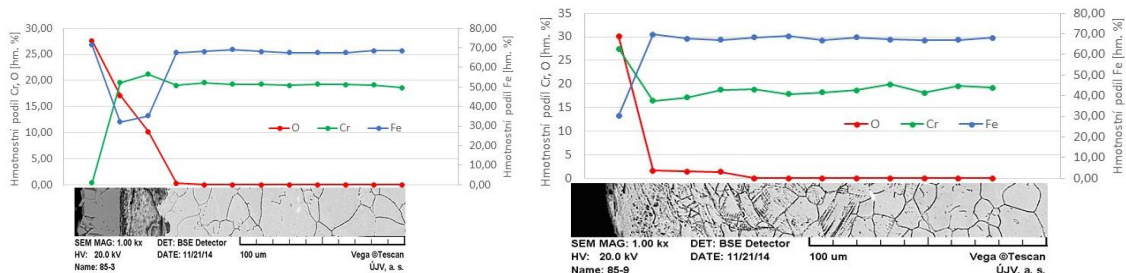 Hmotnostní podíl Cr, O [hm. %]
30,00
25,00
20,00
15,00
10,00
5,00
0,00
O
Cr
Fe
80,00
70,00
60,00
50,00
40,00
30,00
20,00
10,00
0,00
Hmotnostní podíl Fe [hm. %]
SEM MAG: 1.00 kx DET: BSE Detector
HV: 20.0 kV DATE: 11/21/14 100 um Vega ©Tescan
Name: 85-3 ÚJV, a. s.
Hmotnostní podíl Cr, O [hm. %]
35
30
25
20
15
10
5
0
O
Cr
Fe
80,00
70,00
60,00
50,00
40,00
30,00
20,00
10,00
0,00
Hmotnostní podíl Fe [hm. %]
SEM MAG: 1.00 kx DET: BSE Detector
HV: 20.0 kV DATE: 11/21/14 100 um Vega ©Tescan
Name: 85-9 ÚJV, a. s.